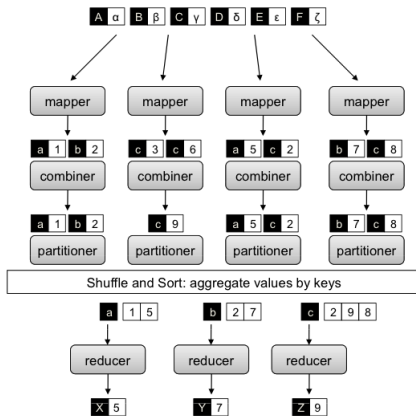 A α B β C γ D δ E ε F ζ
mapper mapper mapper mapper
a 1 b 2 c 3 c 6 a 5 c 2 b 7 c 8
combiner combiner combiner combiner
a 1 b 2 c 9 a 5 c 2 b 7 c 8
partitioner partitioner partitioner partitioner
Shuffle and Sort: aggregate values by keys
a 1 5 b 2 7 c 2 9 8
reducer reducer reducer
X 5 Y 7 Z 9